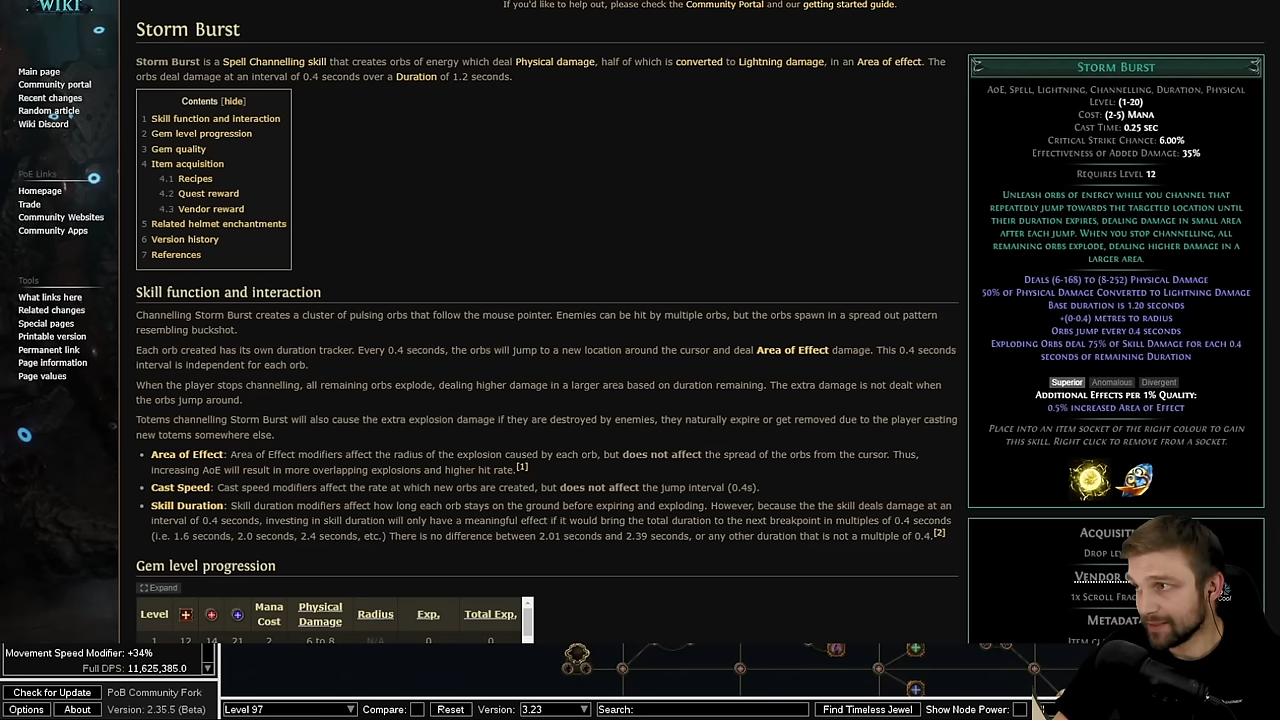 WIKI
If you'd like to help out, please check the Community Portal and our getting started guide.
Main page
Community portal
Recent changes
Random article
Wiki Discord
PoE Links
Homepage
Trade
Community Websites
Community Apps
Tools
What links here
Related changes
Special pages
Printable version
Permanent link
Page information
Page values
Storm Burst
Storm Burst is a Spell Channelling skill that creates orbs of energy which deal Physical damage, half of which is converted to Lightning damage, in an Area of effect. The
orbs deal damage at an interval of 0.4 seconds over a Duration of 1.2 seconds.
Contents [hide]
1 Skill function and interaction
2 Gem level progression
3 Gem quality
4 Item acquisition
4.1 Recipes
4.2 Quest reward
4.3 Vendor reward
5 Related helmet enchantments
6 Version history
7 References
Skill function and interaction
Channelling Storm Burst creates a cluster of pulsing orbs that follow the mouse pointer. Enemies can be hit by multiple orbs, but the orbs spawn in a spread out pattern
resembling buckshot.
Each orb created has its own duration tracker. Every 0.4 seconds, the orbs will jump to a new location around the cursor and deal Area of Effect damage. This 0.4 seconds
interval is independent for each orb.
When the player stops channelling, all remaining orbs explode, dealing higher damage in a larger area based on duration remaining. The extra damage is not dealt when
the orbs jump around.
Totems channelling Storm Burst will also cause the extra explosion damage if they are destroyed by enemies, they naturally expire or get removed due to the player casting
new totems somewhere else.
• Area of Effect: Area of Effect modifiers affect the radius of the explosion caused by each orb, but does not affect the spread of the orbs from the cursor. Thus,
increasing AoE will result in more overlapping explosions and higher hit rate.[1]
• Cast Speed: Cast speed modifiers affect the rate at which new orbs are created, but does not affect the jump interval (0.4s).
• Skill Duration: Skill duration modifiers affect how long each orb stays on the ground before expiring and exploding. However, because the the skill deals damage at an
interval of 0.4 seconds, investing in skill duration will only have a meaningful effect if it would bring the total duration to the next breakpoint in multiples of 0.4 seconds
(i.e. 1.6 seconds, 2.0 seconds, 2.4 seconds, etc.) There is no difference between 2.01 seconds and 2.39 seconds, or any other duration that is not a multiple of 0.4.[2]
Gem level progression
Expand
Level Mana Cost Physical Damage Radius Exp. Total Exp.
1 12 14 21 2 6 to 8 N/A 0 0
STORM BURST
AOE, SPELL, LIGHTNING, CHANNELLING, DURATION, PHYSICAL
LEVEL: (1-20)
COST: (2-5) MANA
CAST TIME: 0.25 SEC
CRITICAL STRIKE CHANCE: 6.00%
EFFECTIVENESS OF ADDED DAMAGE: 35%
REQUIRES LEVEL 12
UNLEASH ORBS OF ENERGY WHILE YOU CHANNEL THAT
REPEATEDLY JUMP TOWARDS THE TARGETED LOCATION UNTIL
THEIR DURATION EXPIRES, DEALING DAMAGE IN SMALL AREA
AFTER EACH JUMP. WHEN YOU STOP CHANNELLING, ALL
REMAINING ORBS EXPLODE, DEALING HIGHER DAMAGE IN A
LARGER AREA.
DEALS (6-168) TO (8-252) PHYSICAL DAMAGE
50% OF PHYSICAL DAMAGE CONVERTED TO LIGHTNING DAMAGE
BASE DURATION IS 1.20 SECONDS
+(0-0.4) METRES TO RADIUS
ORBS JUMP EVERY 0.4 SECONDS
EXPLODING ORBS DEAL 75% OF SKILL DAMAGE FOR EACH 0.4
SECONDS OF REMAINING DURATION
Superior Anomalous Divergent
ADDITIONAL EFFECTS PER 1% QUALITY:
0.5% INCREASED AREA OF EFFECT
PLACE INTO AN ITEM SOCKET OF THE RIGHT COLOUR TO GAIN
THIS SKILL. RIGHT CLICK TO REMOVE FROM A SOCKET.
DROP
VENDOR
1X SCROLL
Movement Speed Modifier: +34%
Full DPS: 11,625,385.0
Check for Update PoB Community Fork
Options About Version: 2.35.5 (Beta)
Level 97 Compare: Reset Version: 3.23 Search: Find Timeless Jewel Show Node Power: